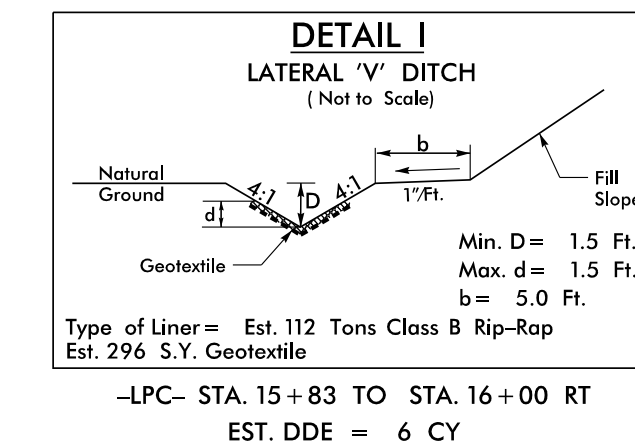 DETAIL I
LATERAL 'V' DITCH
( Not to Scale)
b
Natural
Ground
4:1
D
4:1
1"/Ft.
d
Fill
Slope
Geotextile
Min. D = 1.5 Ft.
Max. d = 1.5 Ft.
b = 5.0 Ft.
Type of Liner = Est. 112 Tons Class B Rip-Rap
Est. 296 S.Y. Geotextile
-LPC- STA. 15+83 TO STA. 16+00 RT
EST. DDE = 6 CY